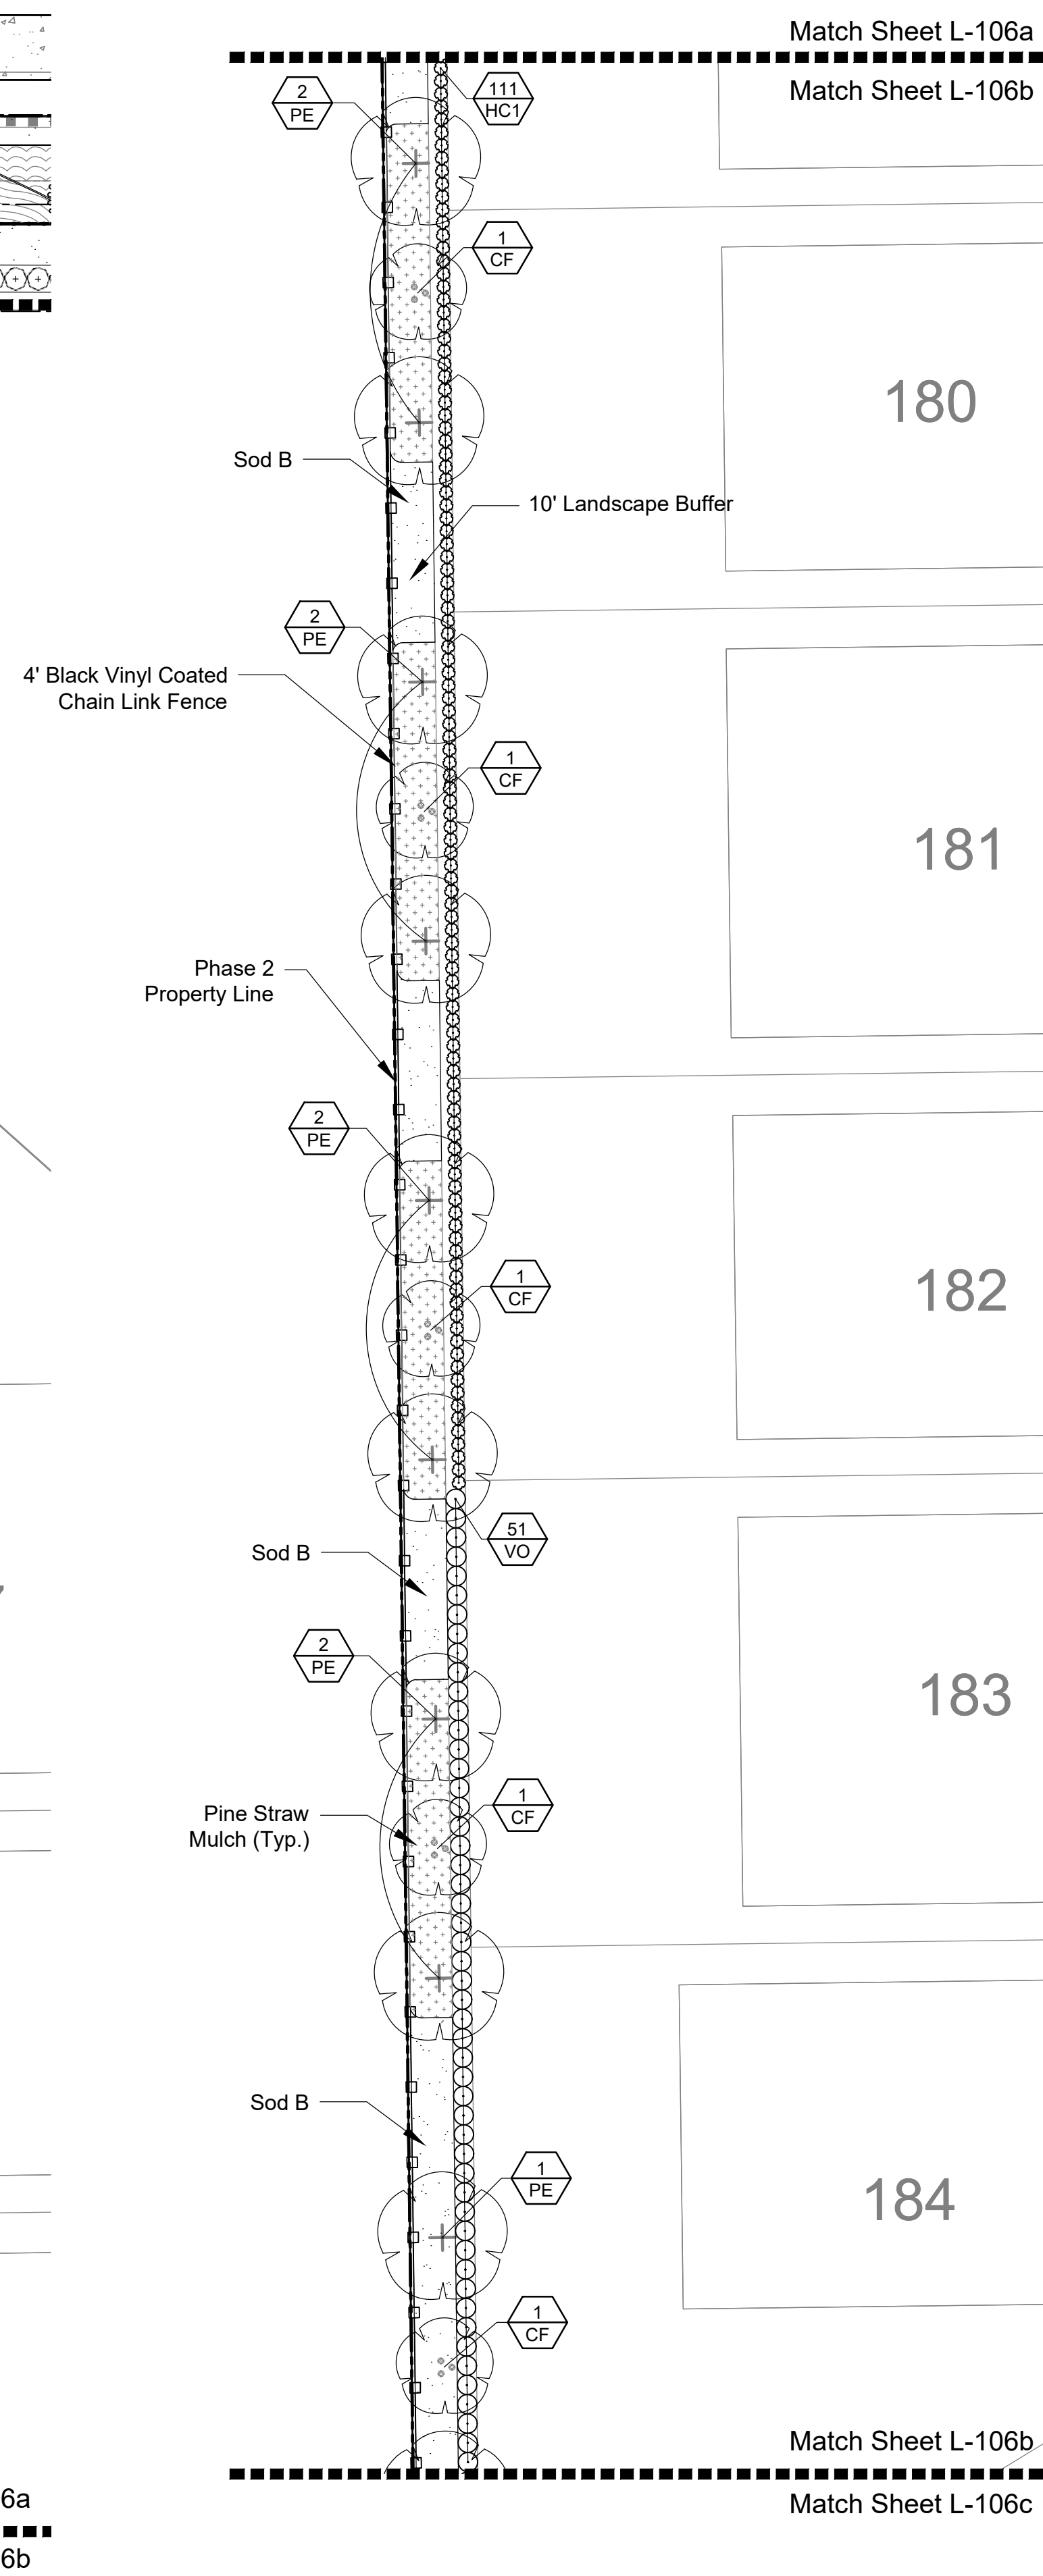 Match Sheet L-106a
Match Sheet L-106b
2
PE
111
HC1
1
CF
180
Sod B
10' Landscape Buffer
2
PE
4' Black Vinyl Coated
Chain Link Fence
1
CF
181
Phase 2
Property Line
2
PE
1
CF
182
51
VO
Sod B
2
PE
183
1
CF
Pine Straw
Mulch (Typ.)
Sod B
1
PE
184
1
CF
Match Sheet L-106b
Match Sheet L-106c
6a
6b